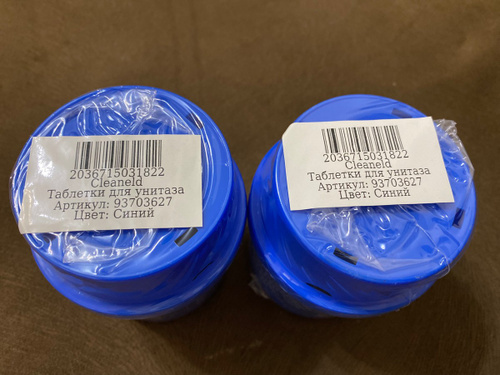 2036715031822
Cleaneld
Таблетки для унитаза
Артикул: 93703627
Цвет: Синий
2036715031822
Cleaneld
Таблетки для унитаза
Артикул: 93703627
Цвет: Синий